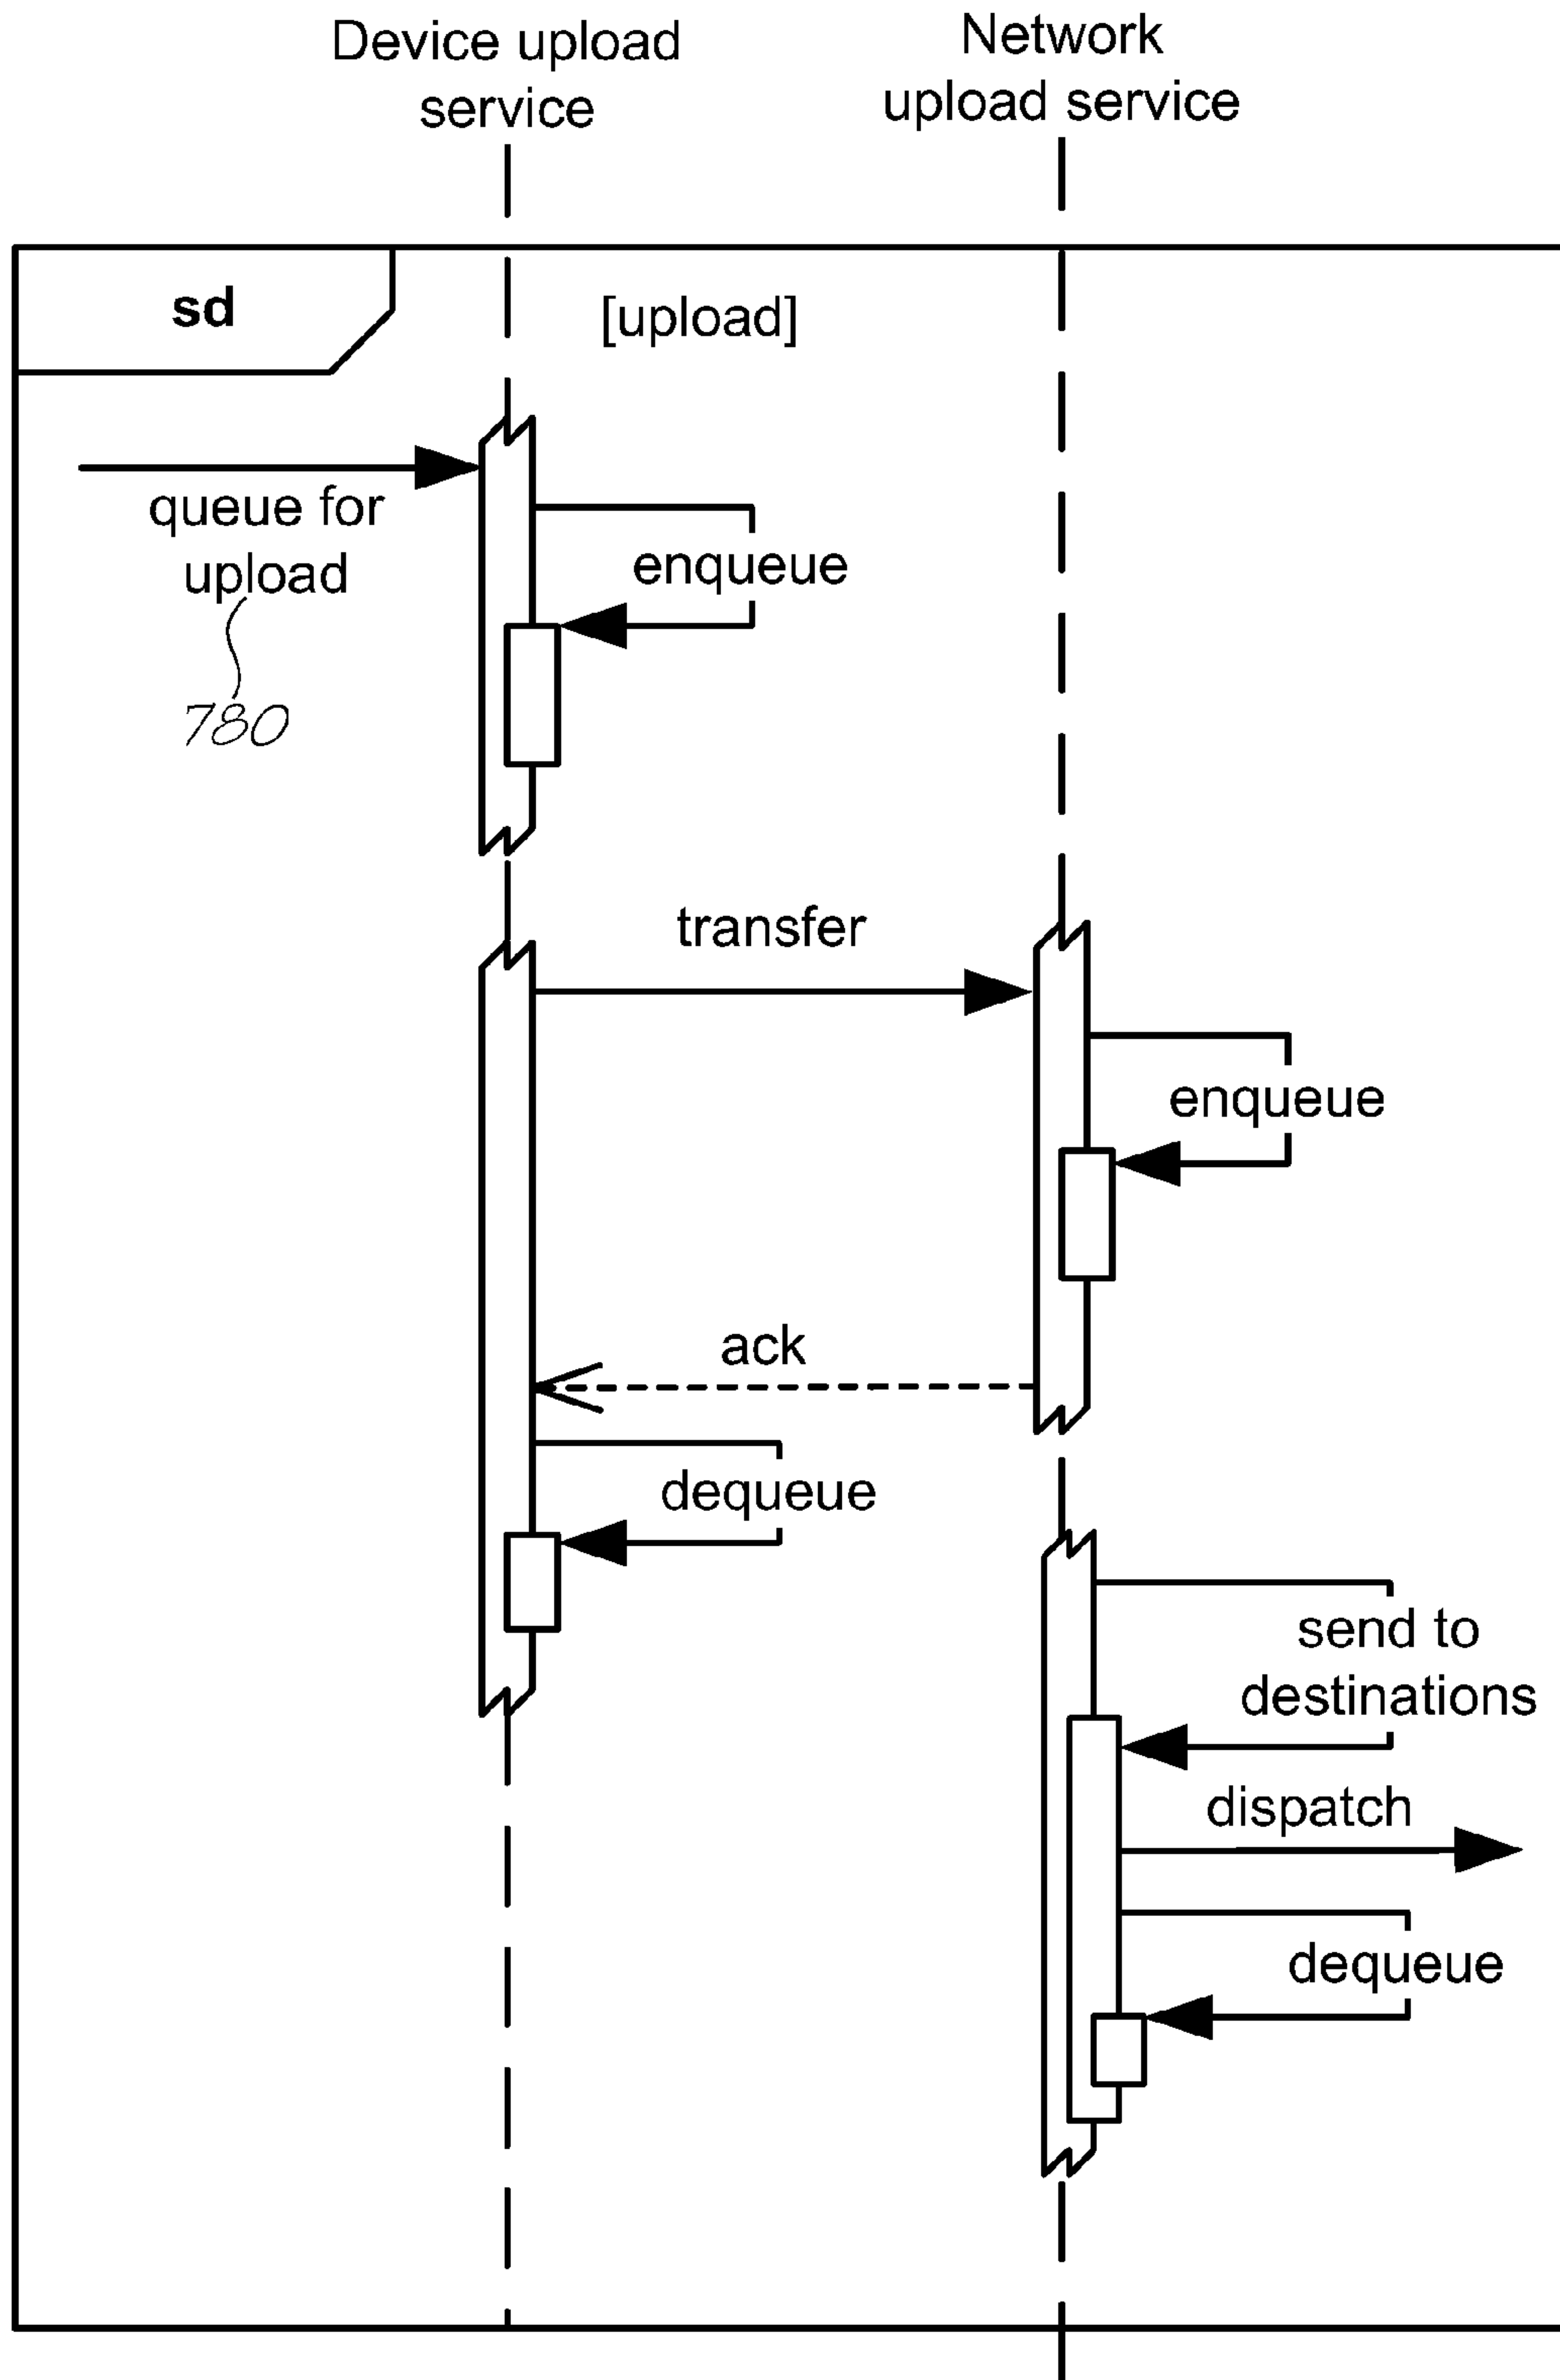 Device upload
service
Network
upload service
sd
[upload]
queue for
upload
780
enqueue
transfer
enqueue
ack
dequeue
send to
destinations
dispatch
dequeue